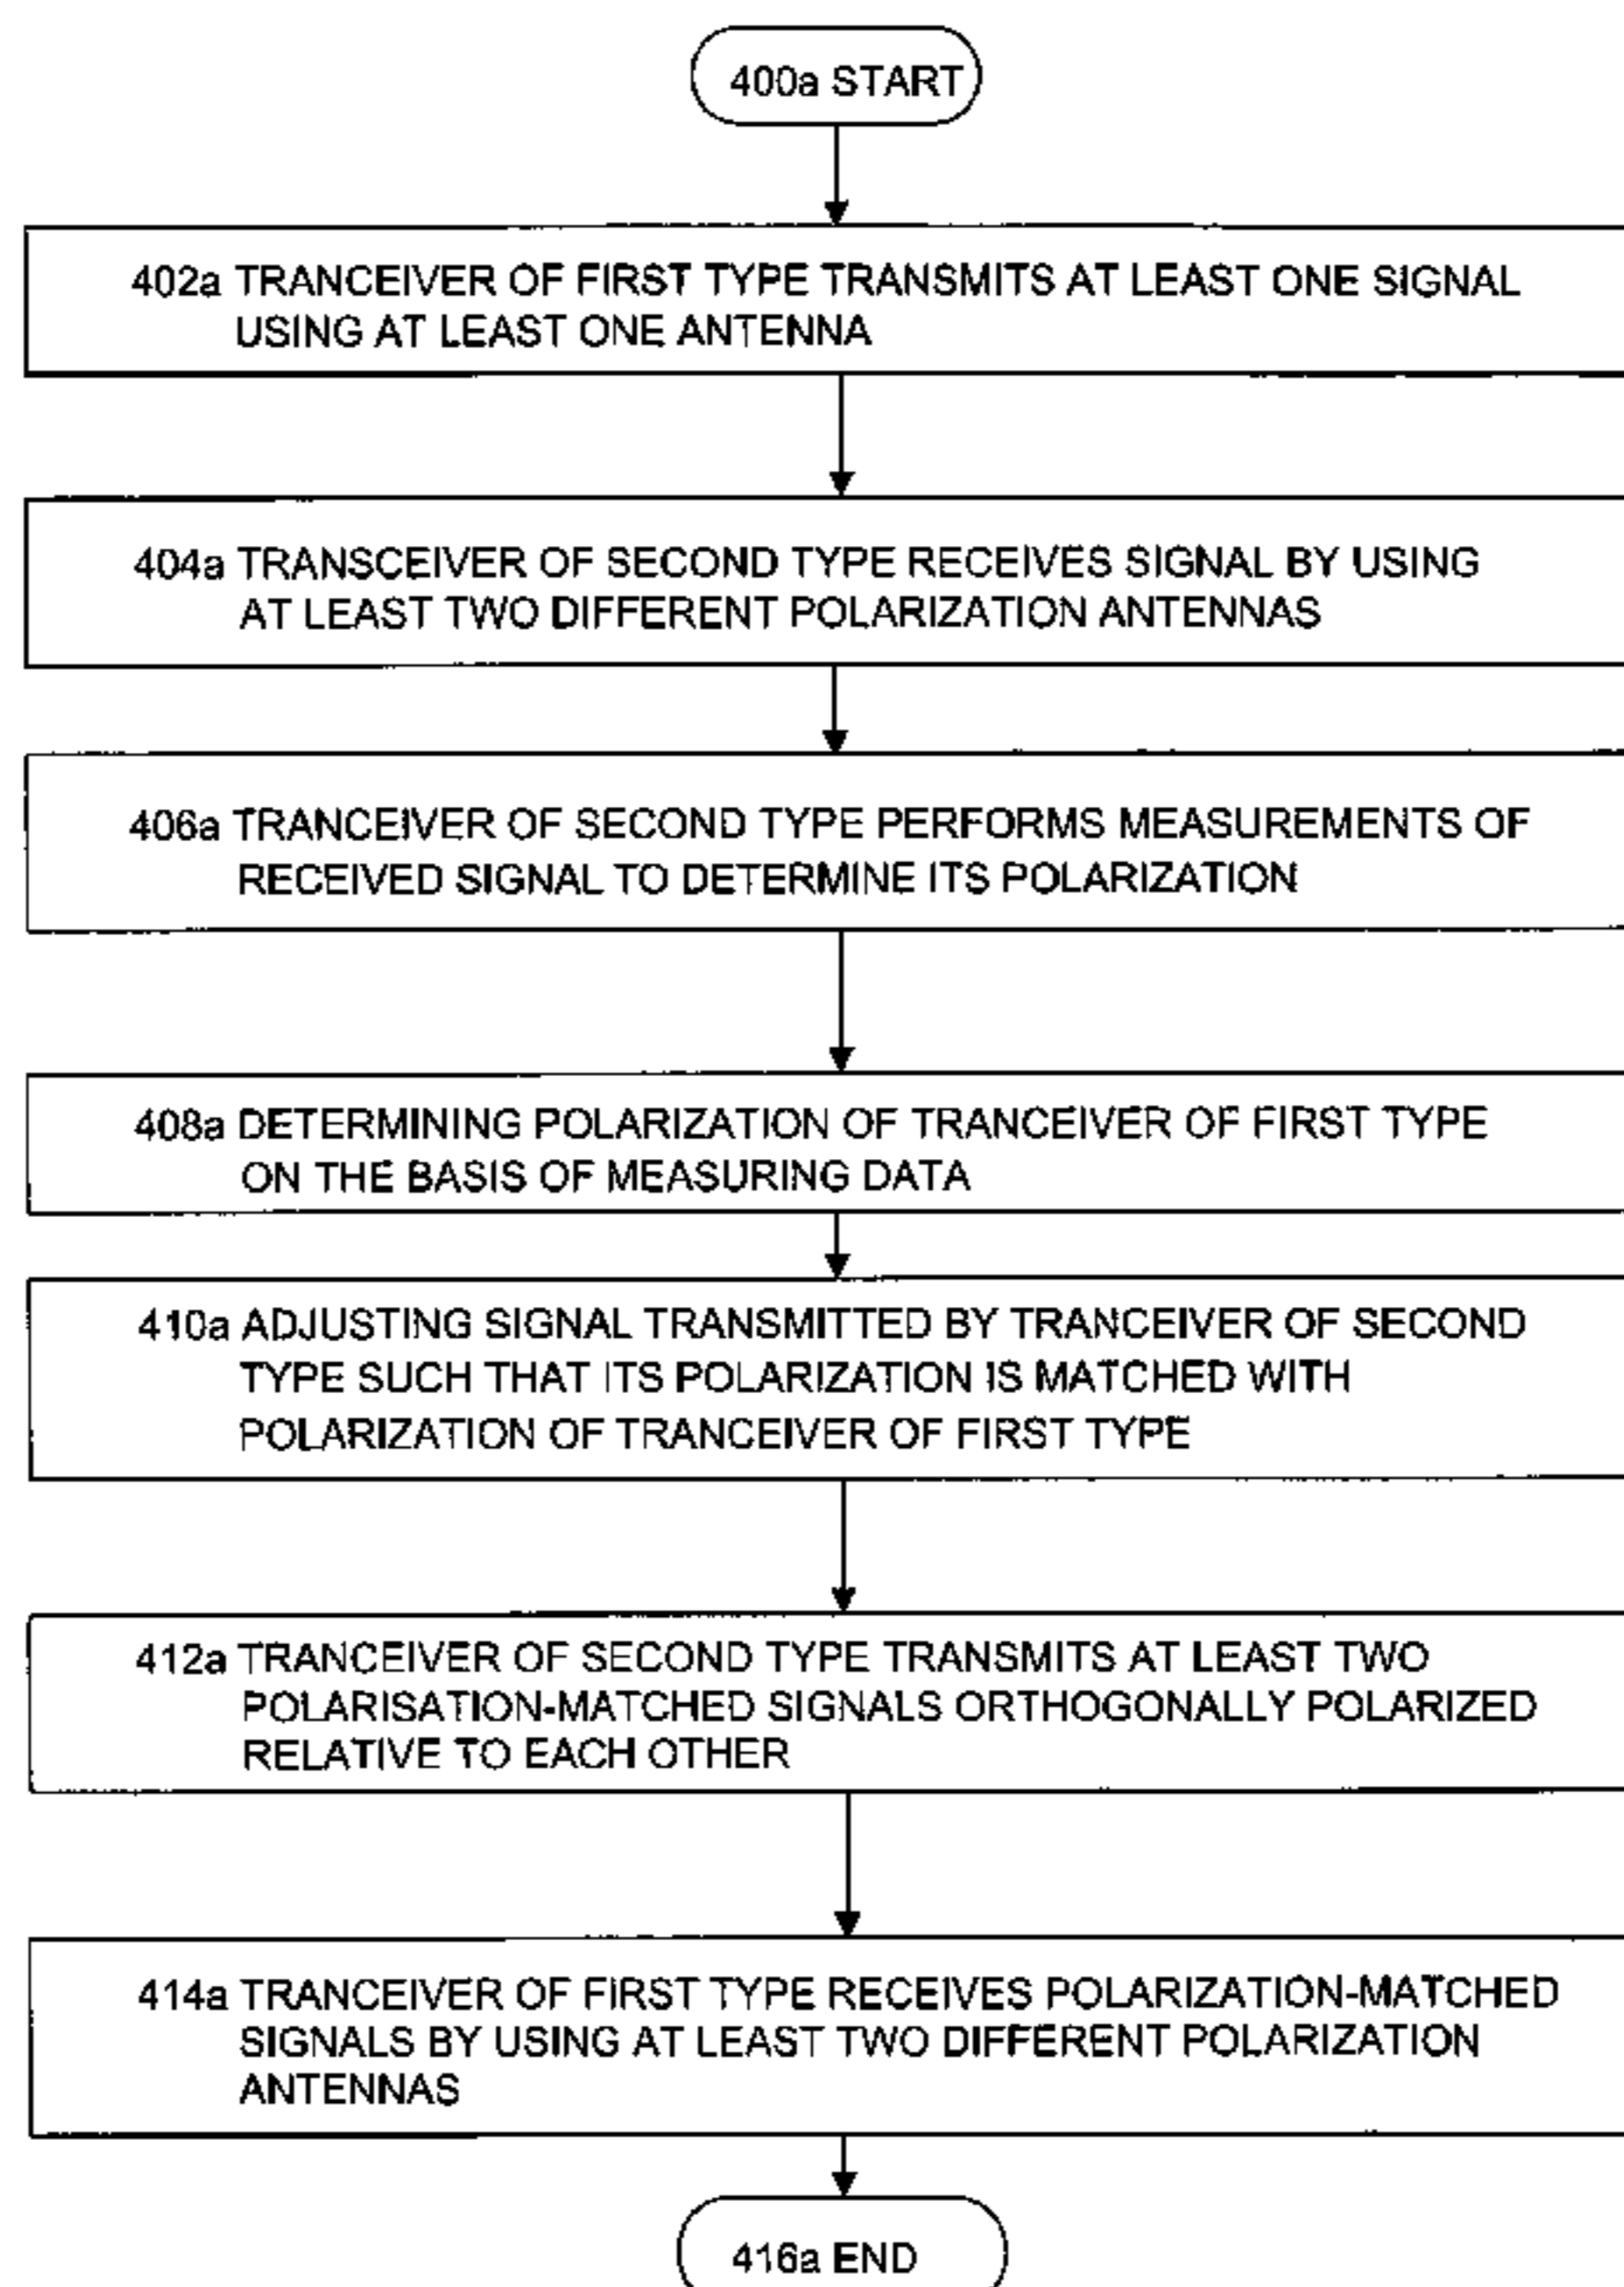 400a START
402a TRANCEIVER OF FIRST TYPE TRANSMITS AT LEAST ONE SIGNAL
USING AT LEAST ONE ANTENNA
404a TRANSCEIVER OF SECOND TYPE RECEIVES SIGNAL BY USING
AT LEAST TWO DIFFERENT POLARIZATION ANTENNAS
406a TRANCEIVER OF SECOND TYPE PERFORMS MEASUREMENTS OF
RECEIVED SIGNAL TO DETERMINE ITS POLARIZATION
408a DETERMINING POLARIZATION OF TRANCEIVER OF FIRST TYPE
ON THE BASIS OF MEASURING DATA
410a ADJUSTING SIGNAL TRANSMITTED BY TRANCEIVER OF SECOND
TYPE SUCH THAT ITS POLARIZATION IS MATCHED WITH
POLARIZATION OF TRANCEIVER OF FIRST TYPE
412a TRANCEIVER OF SECOND TYPE TRANSMITS AT LEAST TWO
POLARISATION-MATCHED SIGNALS ORTHOGONALLY POLARIZED
RELATIVE TO EACH OTHER
414a TRANCEIVER OF FIRST TYPE RECEIVES POLARIZATION-MATCHED
SIGNALS BY USING AT LEAST TWO DIFFERENT POLARIZATION
ANTENNAS
416a END